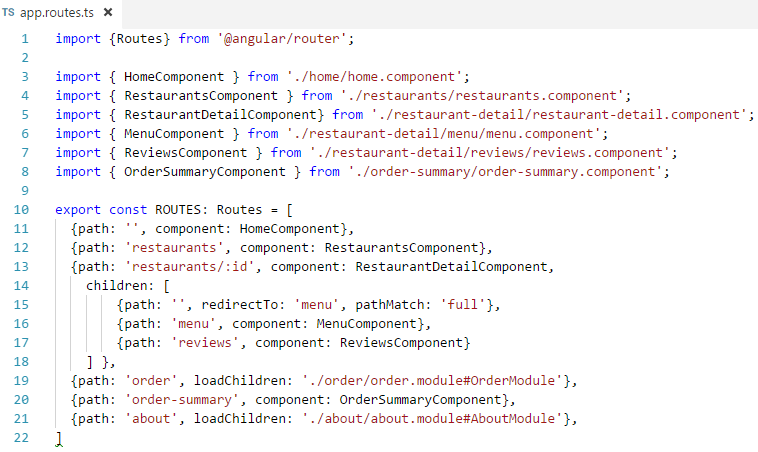 TS app.routes.ts ×
1 import {Routes} from '@angular/router';
2
3 import { HomeComponent } from './home/home.component';
4 import { RestaurantsComponent } from './restaurants/restaurants.component';
5 import { RestaurantDetailComponent} from './restaurant-detail/restaurant-detail.component';
6 import { MenuComponent } from './restaurant-detail/menu/menu.component';
7 import { ReviewsComponent } from './restaurant-detail/reviews/reviews.component';
8 import { OrderSummaryComponent } from './order-summary/order-summary.component';
9
10 export const ROUTES: Routes = [
11   {path: '', component: HomeComponent},
12   {path: 'restaurants', component: RestaurantsComponent},
13   {path: 'restaurants/:id', component: RestaurantDetailComponent,
14     children: [
15         {path: '', redirectTo: 'menu', pathMatch: 'full'},
16         {path: 'menu', component: MenuComponent},
17         {path: 'reviews', component: ReviewsComponent}
18     ] },
19   {path: 'order', loadChildren: './order/order.module#OrderModule'},
20   {path: 'order-summary', component: OrderSummaryComponent},
21   {path: 'about', loadChildren: './about/about.module#AboutModule'},
22 ]